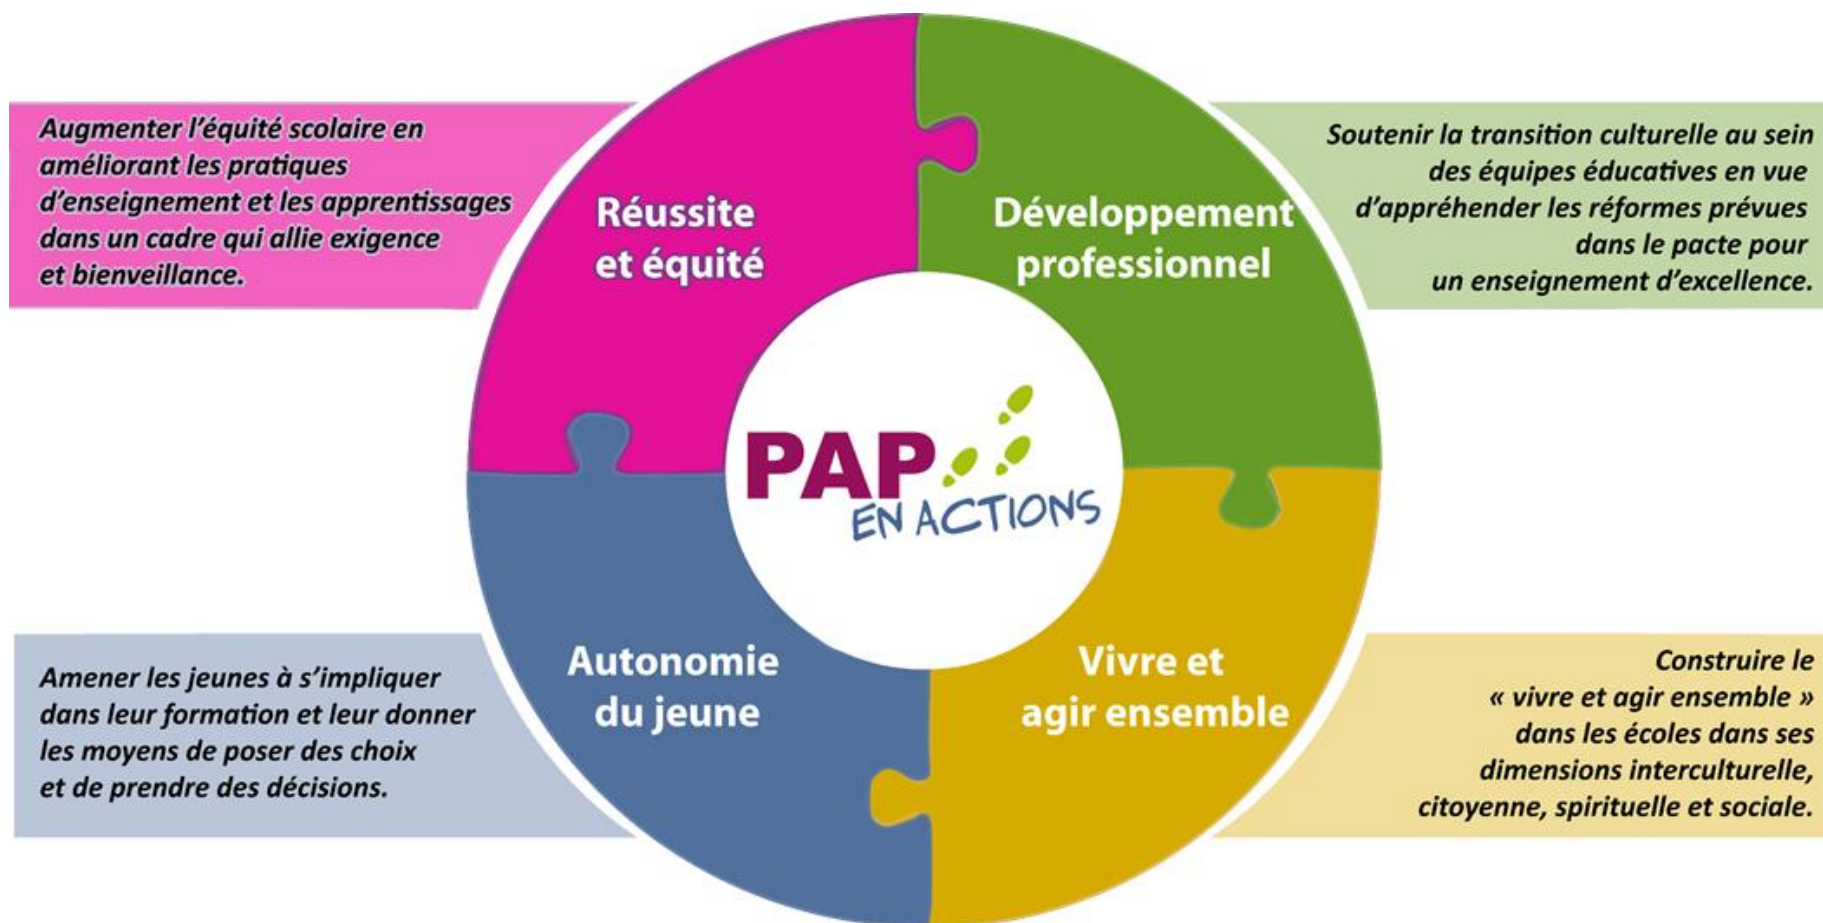 Augmenter l’équité scolaire en
améliorant les pratiques
d’enseignement et les apprentissages
dans un cadre qui allie exigence
et bienveillance.
Réussite
et équité
Développement
professionnel
Soutenir la transition culturelle au sein
des équipes éducatives en vue
d’appréhender les réformes prévues
dans le pacte pour
un enseignement d’excellence.
PAP
EN ACTIONS
Amener les jeunes à s’impliquer
dans leur formation et leur donner
les moyens de poser des choix
et de prendre des décisions.
Autonomie
du jeune
Vivre et
agir ensemble
Construire le
« vivre et agir ensemble »
dans les écoles dans ses
dimensions interculturelle,
citoyenne, spirituelle et sociale.